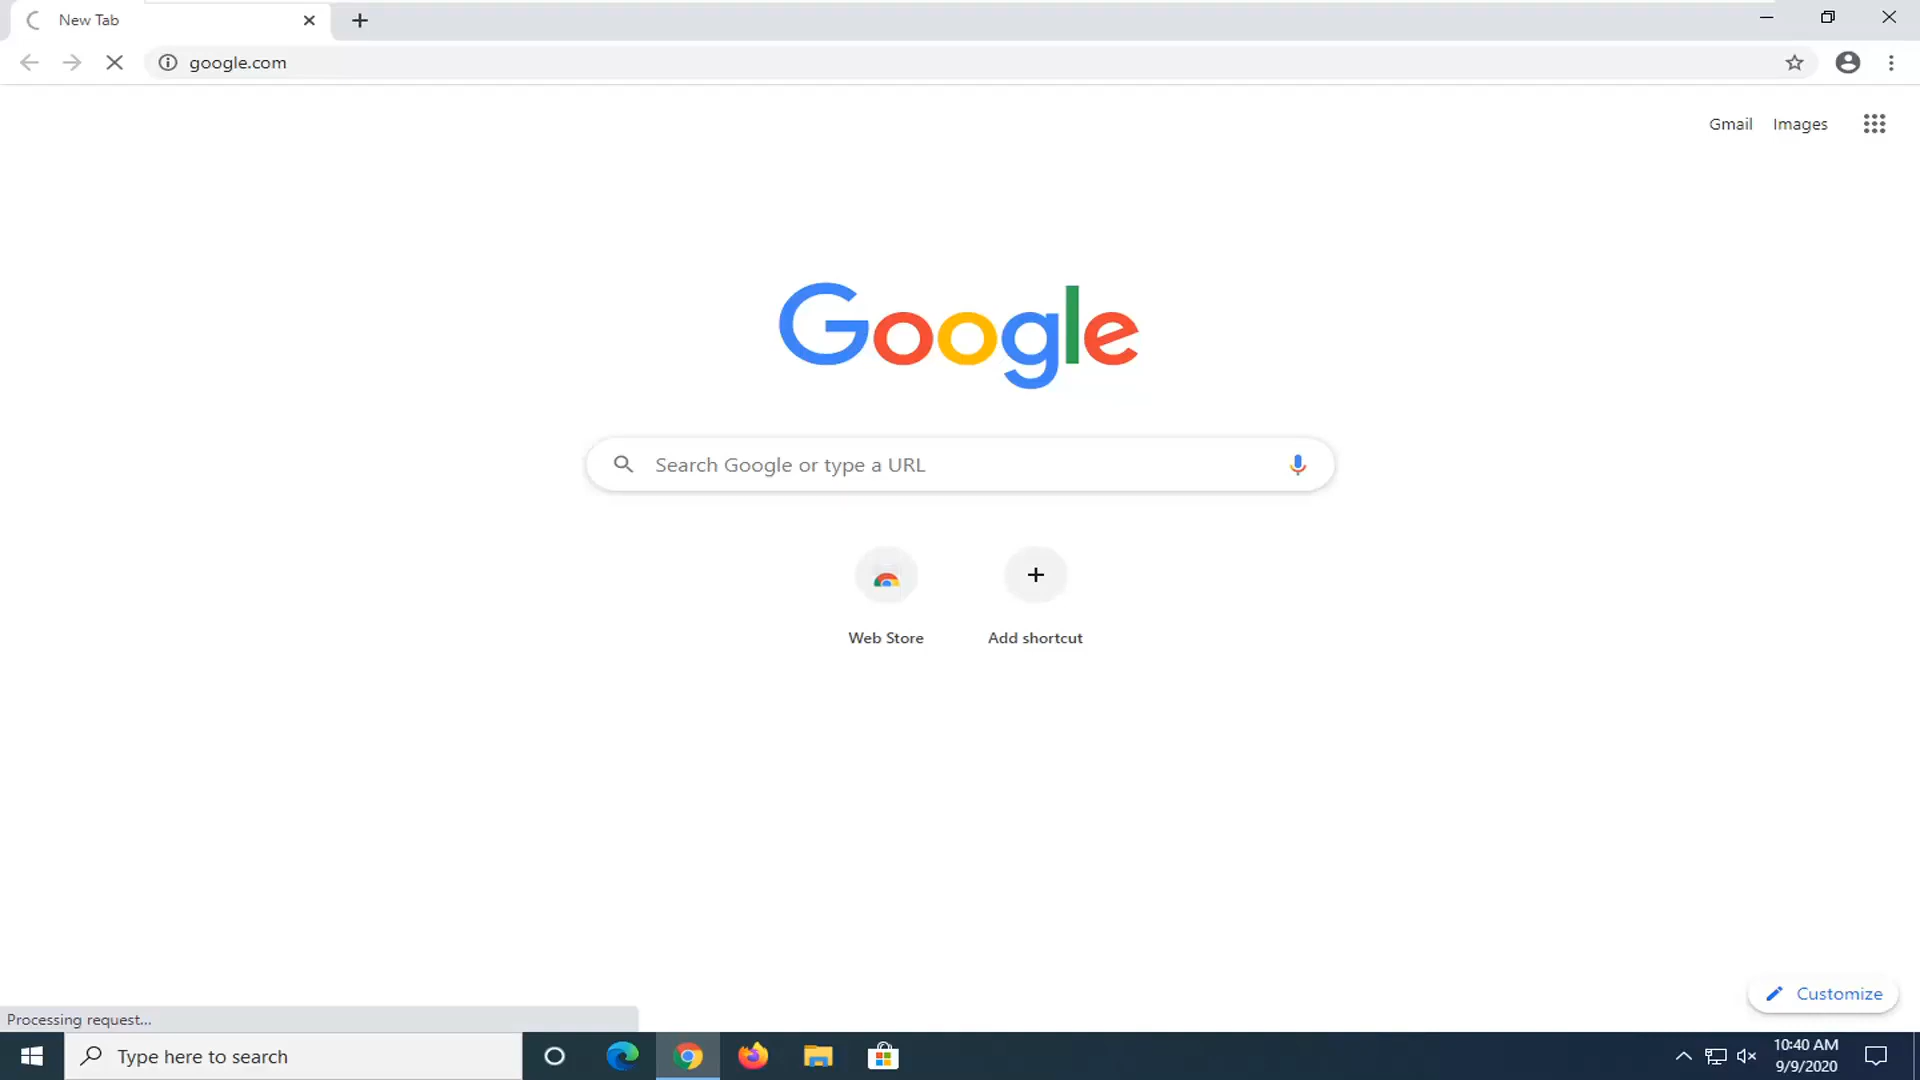 New Tab
google.com
Gmail Images
Google
Search Google or type a URL
Web Store Add shortcut
Customize
Processing request...
Type here to search
10:40 AM
9/9/2020